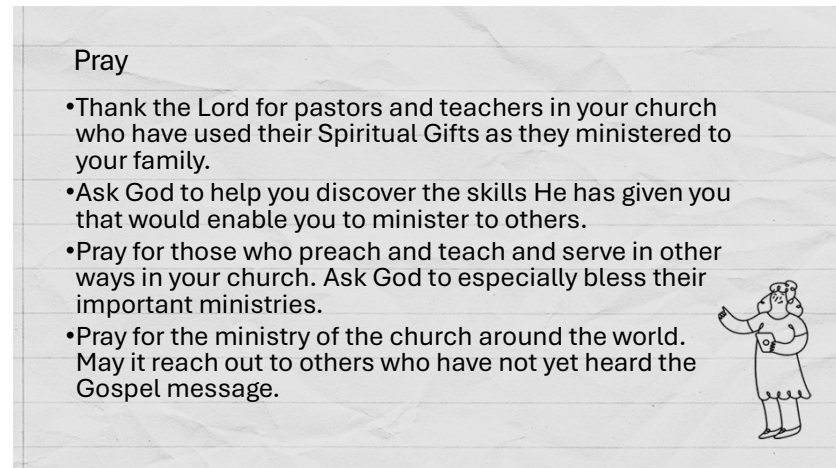 Pray
•Thank the Lord for pastors and teachers in your church
who have used their Spiritual Gifts as they ministered to
your family.
•Ask God to help you discover the skills He has given you
that would enable you to minister to others.
•Pray for those who preach and teach and serve in other
ways in your church. Ask God to especially bless their
important ministries.
•Pray for the ministry of the church around the world.
May it reach out to others who have not yet heard the
Gospel message.